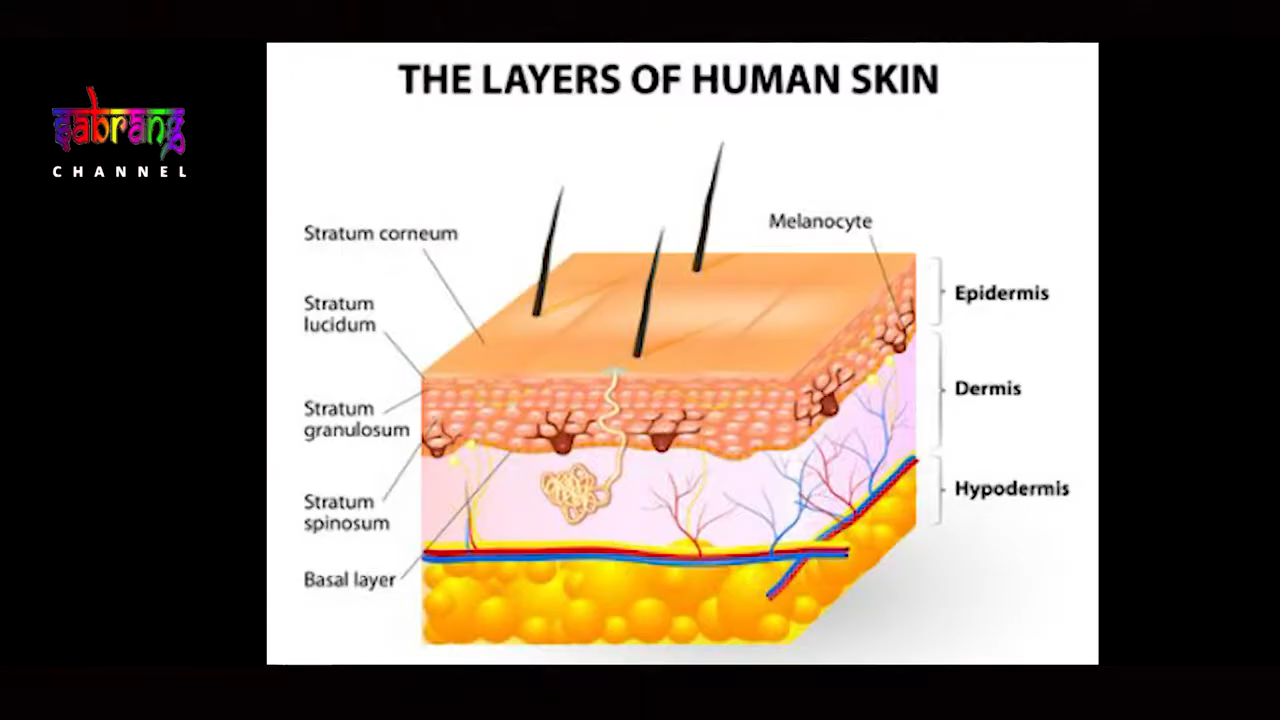 THE LAYERS OF HUMAN SKIN
sabrang
CHANNEL
Stratum corneum
Stratum
lucidum
Stratum
granulosum
Stratum
spinosum
Basal layer
Melanocyte
Epidermis
Dermis
Hypodermis